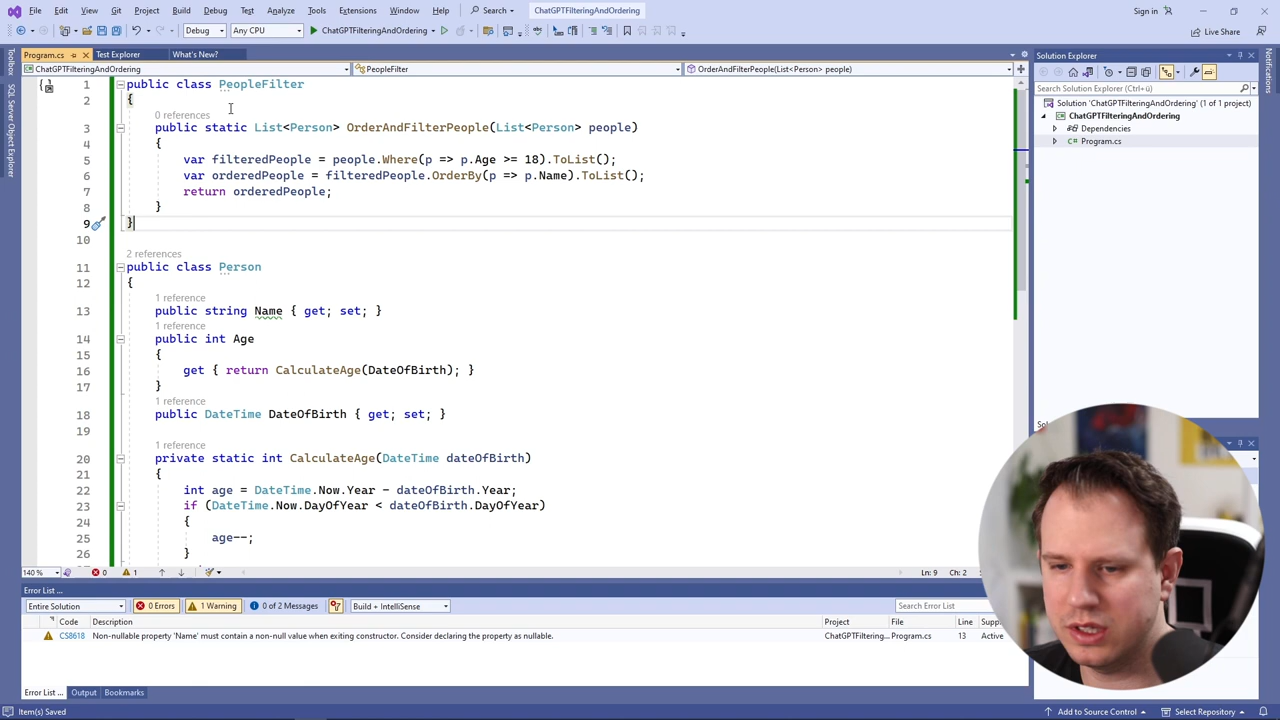 File Edit View Git Project Build Debug Test Analyze Tools Extensions Window Help Search ChatGPTFilteringAndOrdering Sign in
Debug Any CPU ChatGPTFilteringAndOrdering Live Share
Program.cs Test Explorer What's New?
ChatGPTFilteringAndOrdering PeopleFilter OrderAndFilterPeople(List<Person> people)
Toolbox
SQL Server Object Explorer
1 public class PeopleFilter
2 {
0 references
3 public static List<Person> OrderAndFilterPeople(List<Person> people)
4 {
5 var filteredPeople = people.Where(p => p.Age >= 18).ToList();
6 var orderedPeople = filteredPeople.OrderBy(p => p.Name).ToList();
7 return orderedPeople;
8 }
9 }
10
2 references
11 public class Person
12 {
1 reference
13 public string Name { get; set; }
1 reference
14 public int Age
15 {
16 get { return CalculateAge(DateOfBirth); }
17 }
1 reference
18 public DateTime DateOfBirth { get; set; }
19
1 reference
20 private static int CalculateAge(DateTime dateOfBirth)
21 {
22 int age = DateTime.Now.Year - dateOfBirth.Year;
23 if (DateTime.Now.DayOfYear < dateOfBirth.DayOfYear)
24 {
25 age--;
26 }
140 % 0 1 Ln: 9 Ch: 2
Solution Explorer
Search Solution Explorer (Ctrl+ù)
Solution 'ChatGPTFilteringAndOrdering' (1 of 1 project)
ChatGPTFilteringAndOrdering
Dependencies
C# Program.cs
Notifications
Error List ...
Entire Solution 0 Errors 1 Warning 0 of 2 Messages Build + IntelliSense Search Error List
Code Description Project File Line
CS8618 Non-nullable property 'Name' must contain a non-null value when exiting constructor. Consider declaring the property as nullable. ChatGPTFiltering... Program.cs 13 Active
Error List ... Output Bookmarks
Item(s) Saved Add to Source Control Select Repository